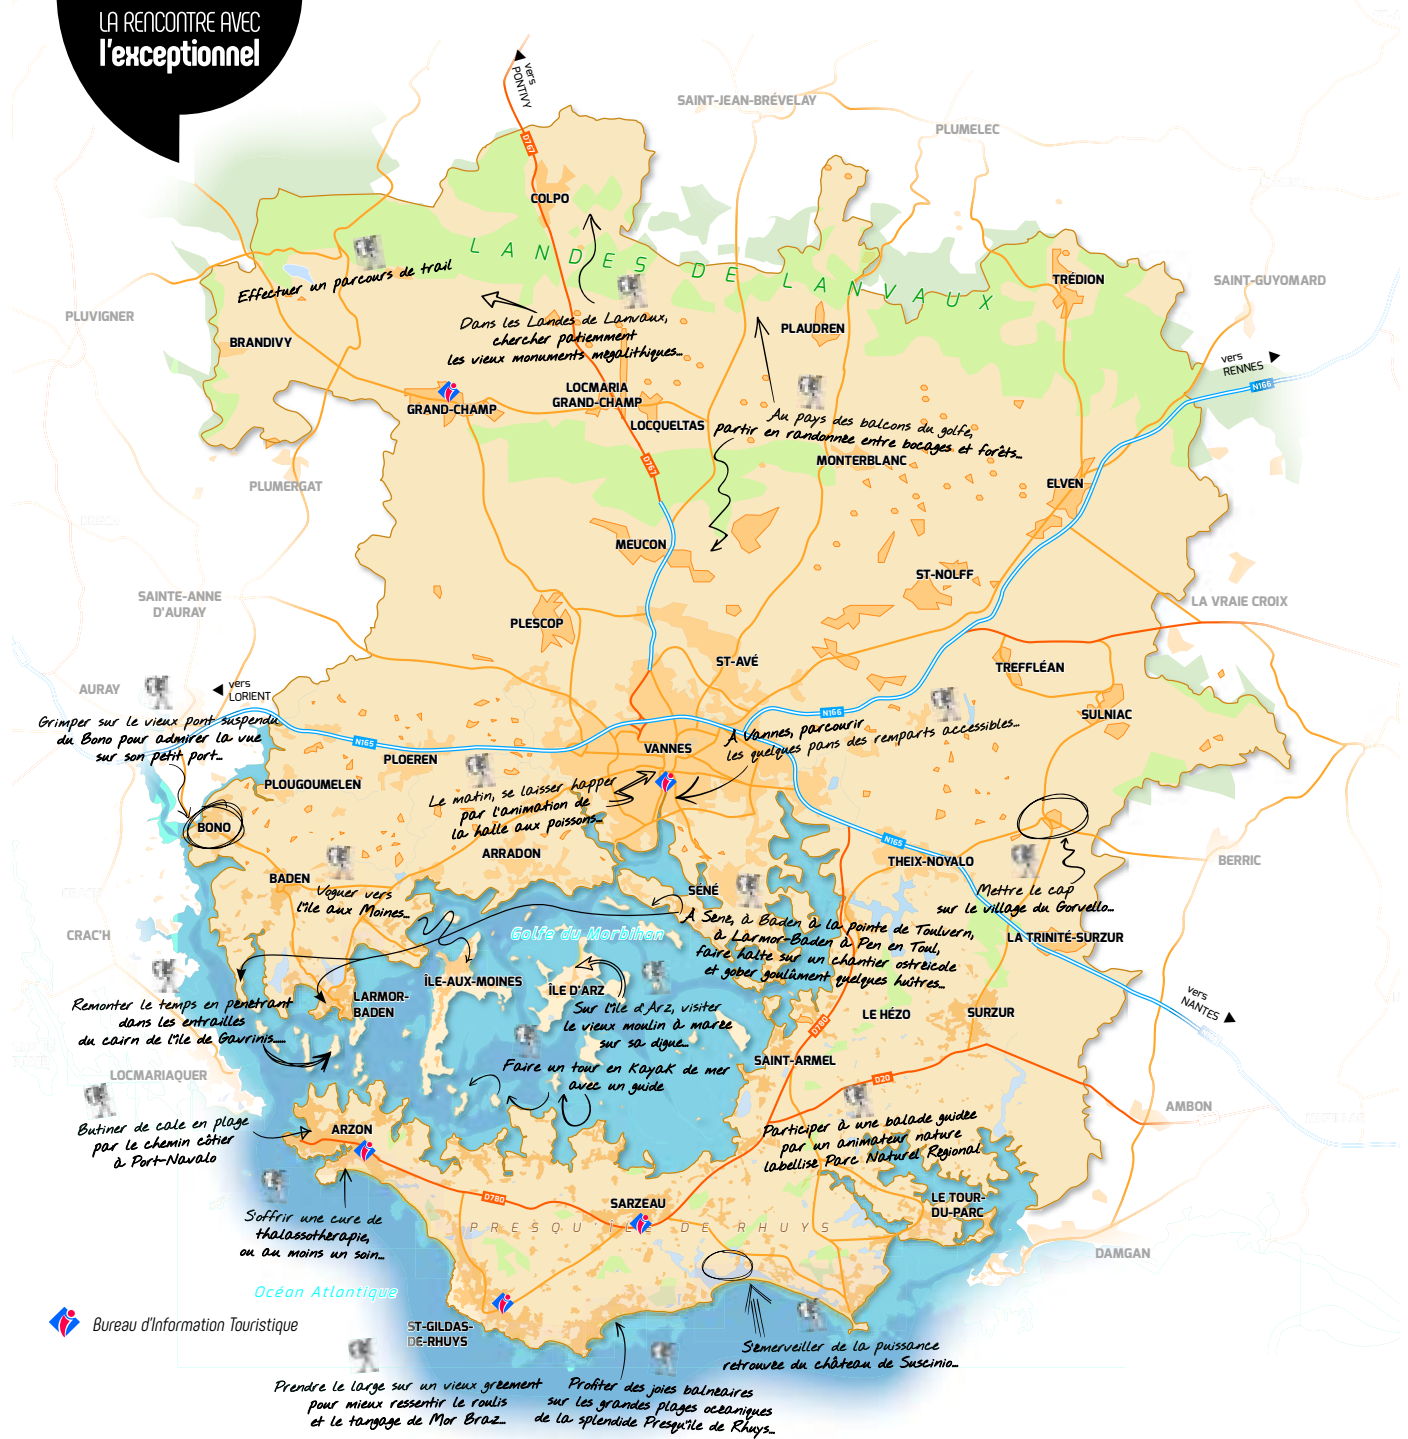 LA RENCONTRE AVEC
l'exceptionnel
vers
PONTIVY
SAINT-JEAN-BRÉVELAY
PLUMELEC
D767
COLPO
LANDES DE LANVAUX
TRÉDION
SAINT-GUYOMARD
Effectuer un parcours de trail
PLUVIGNER
BRANDIVY
Dans les Landes de Lanvaux,
chercher patiemment
les vieux monuments mégalithiques...
PLAUDREN
vers
RENNES
N166
GRAND-CHAMP
LOCMARIA
GRAND-CHAMP
LOCQUELTAS
Au pays des balcons du golfe,
partir en randonnée entre bocages et forêts...
MONTERBLANC
D767
PLUMERGAT
ELVEN
MEUCON
ST-NOLFF
SAINTE-ANNE
D'AURAY
LA VRAIE CROIX
PLESCOP
ST-AVÉ
TREFFLÉAN
AURAY
vers
LORIENT
Grimper sur le vieux pont suspendu
du Bono pour admirer la vue
sur son petit port...
N166
SULNIAC
À Vannes, parcourir
les quelques pans des remparts accessibles...
N165
PLOEREN
VANNES
PLOUGOUMELEN
Le matin, se laisser happer
par l'animation de
la halle aux poissons...
BONO
ARRADON
N165
THEIX-NOYALO
BERRIC
BADEN
Voguer vers
l'île aux Moines...
SÉNÉ
Mettre le cap
sur le village du Gorvello...
À Séné, à Baden à la pointe de Toulvern,
à Larmor-Baden à Pen en Toul,
faire halte sur un chantier ostréicole
et gober goulûment quelques huîtres...
Golfe du Morbihan
CRAC'H
LA TRINITÉ-SURZUR
ÎLE-AUX-MOINES
ÎLE D'ARZ
LARMOR-
BADEN
Remonter le temps en pénétrant
dans les entrailles
du cairn de l'île de Gavrinis......
Sur l'île d'Arz, visiter
le vieux moulin à marée
sur sa digue...
vers
NANTES
LE HÉZO
SURZUR
D780
SAINT-ARMEL
Faire un tour en Kayak de mer
avec un guide
LOCMARIAQUER
D20
AMBON
Butiner de cale en plage
par le chemin côtier
à Port-Navalo
ARZON
Participer à une balade guidée
par un animateur nature
labellisé Parc Naturel Régional
D780
SARZEAU
LE TOUR-
DU-PARC
S'offrir une cure de
thalassothérapie,
ou au moins un soin...
PRESQU'ÎLE DE RHUYS
DAMGAN
Océan Atlantique
Bureau d'Information Touristique
ST-GILDAS-
DE-RHUYS
S'émerveiller de la puissance
retrouvée du château de Suscinio...
Prendre le large sur un vieux gréement
pour mieux ressentir le roulis
et le tangage de Mor Braz...
Profiter des joies balnéaires
sur les grandes plages océaniques
de la splendide Presqu'île de Rhuys...